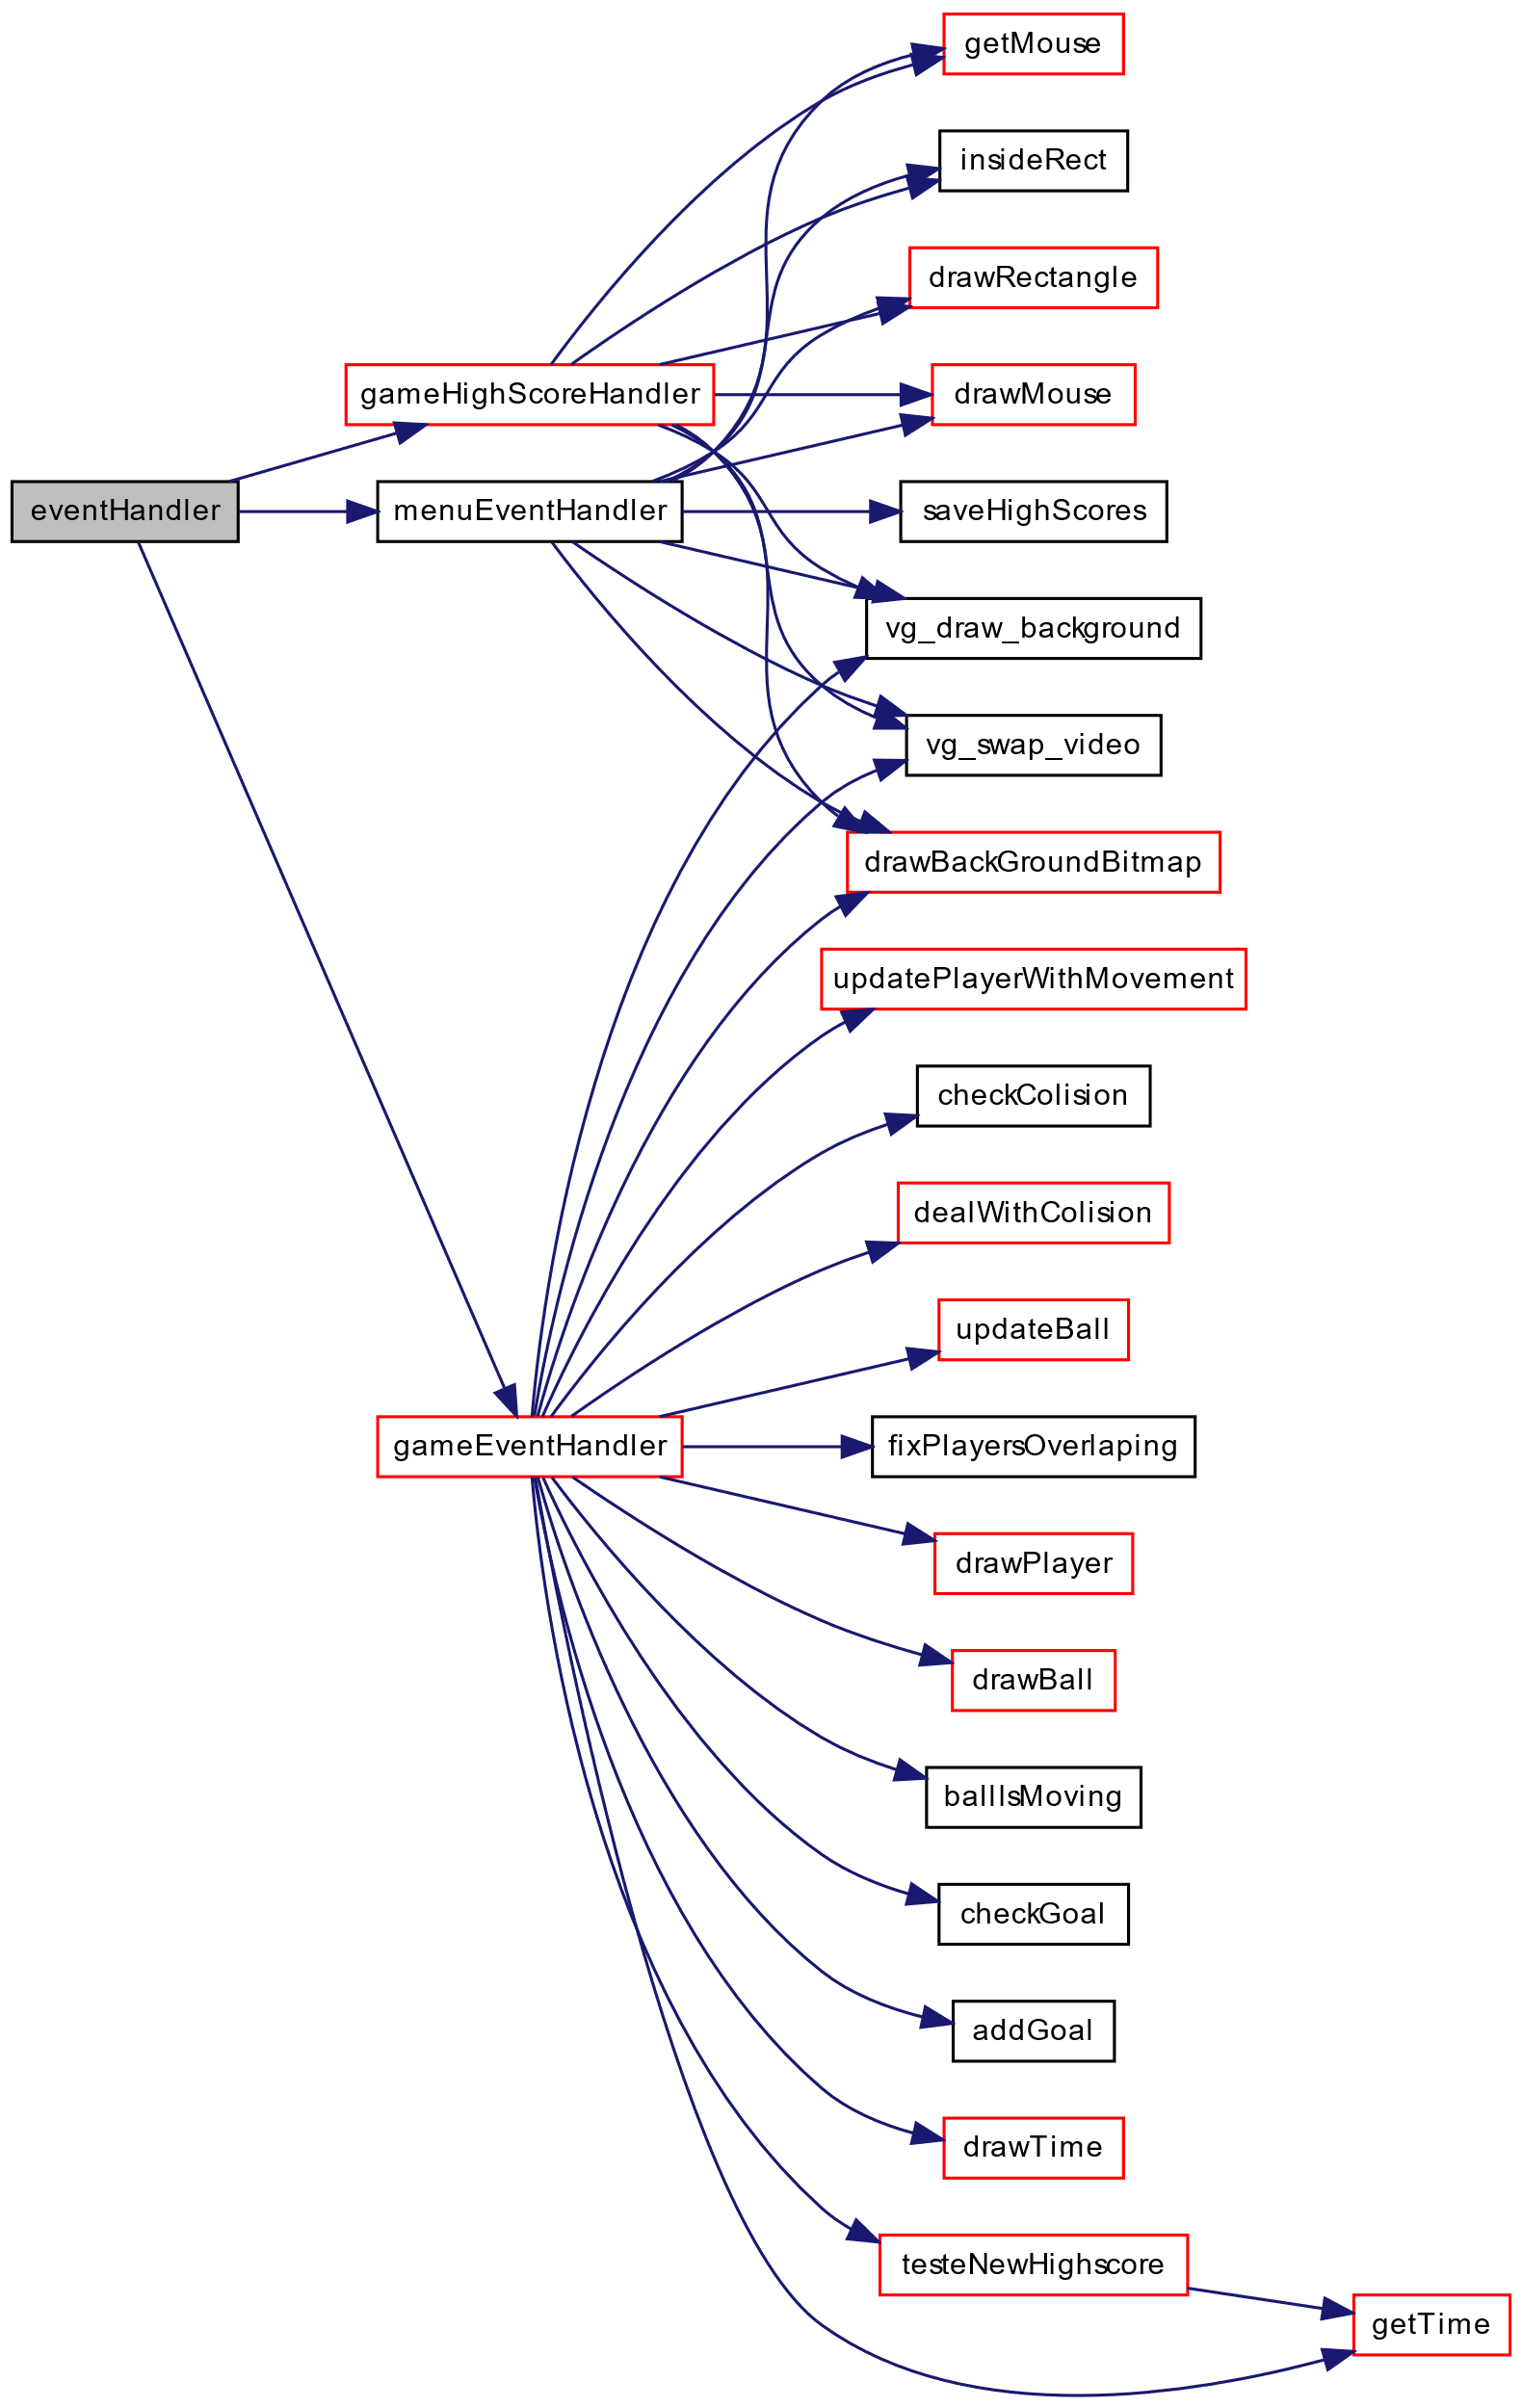 getMouse
insideRect
drawRectangle
gameHighScoreHandler
drawMouse
eventHandler
menuEventHandler
saveHighScores
vg_draw_background
vg_swap_video
drawBackGroundBitmap
updatePlayerWithMovement
checkColision
dealWithColision
updateBall
gameEventHandler
fixPlayersOverlaping
drawPlayer
drawBall
ballIsMoving
checkGoal
addGoal
drawTime
testeNewHighscore
getTime